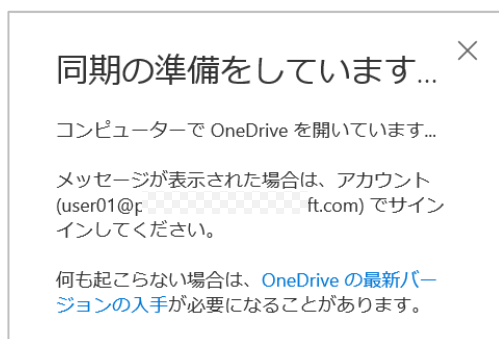 同期の準備をしています...
コンピューターで OneDrive を開いています...
メッセージが表示された場合は、アカウント
(user01@p ft.com) でサイン
インしてください。
何も起こらない場合は、OneDrive の最新バー
ジョンの入手が必要になることがあります。